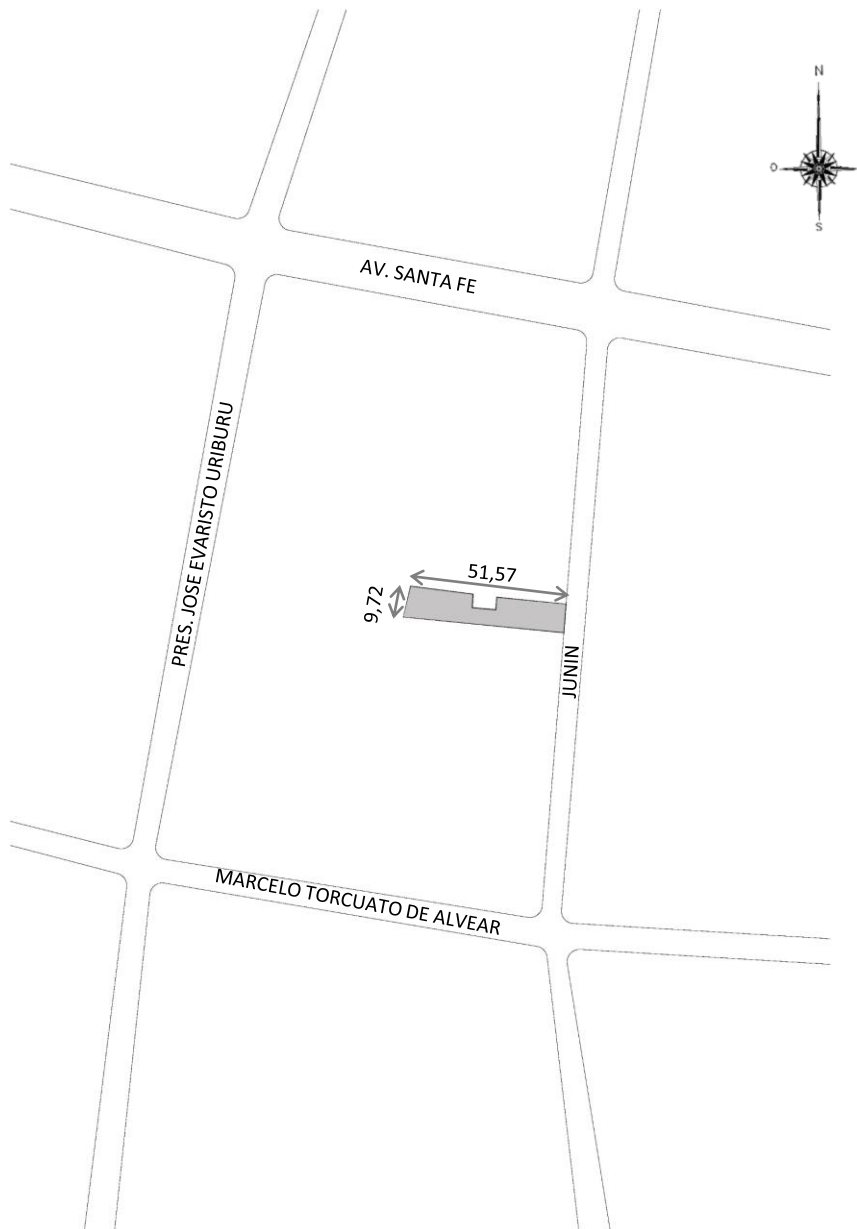 N
O
S
AV. SANTA FE
PRES. JOSE EVARISTO URIBURU
51,57
9,72
JUNIN
MARCELO TORCUATO DE ALVEAR